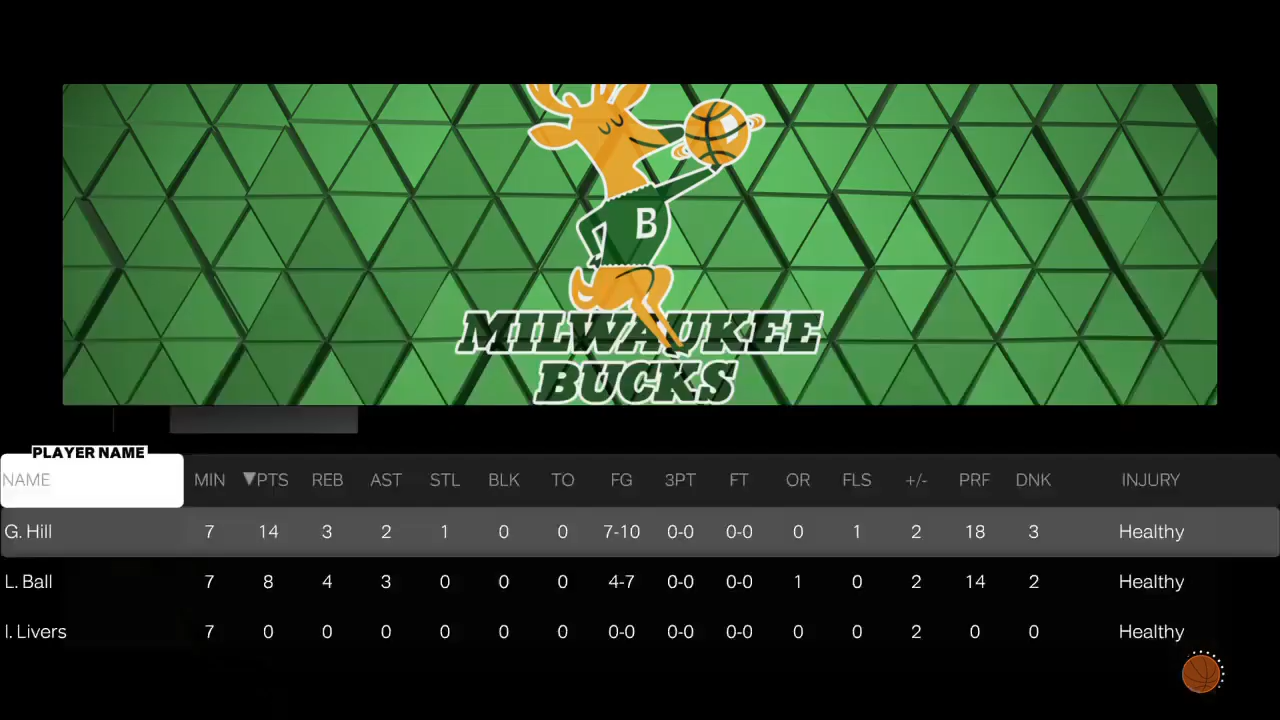 B
MILWAUKEE
BUCKS
PLAYER NAME
NAME MIN ▼PTS REB AST STL BLK TO FG 3PT FT OR FLS +/- PRF DNK INJURY
G. Hill 7 14 3 2 1 0 0 7-10 0-0 0-0 0 1 2 18 3 Healthy
L. Ball 7 8 4 3 0 0 0 4-7 0-0 0-0 1 0 2 14 2 Healthy
I. Livers 7 0 0 0 0 0 0 0-0 0-0 0-0 0 0 2 0 0 Healthy